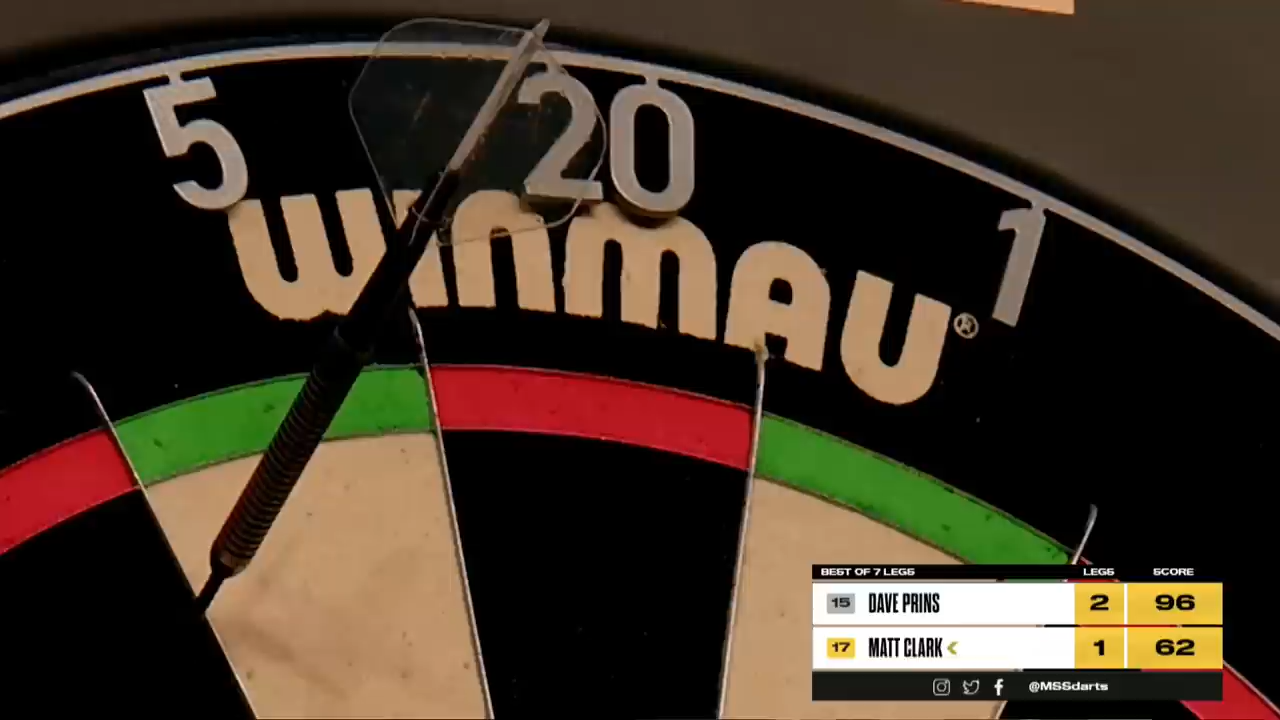 5 20 1
WINMAU®
BEST OF 7 LEGS LEGS SCORE
15 DAVE PRINS 2 96
17 MATT CLARK 1 62
@MSSdarts